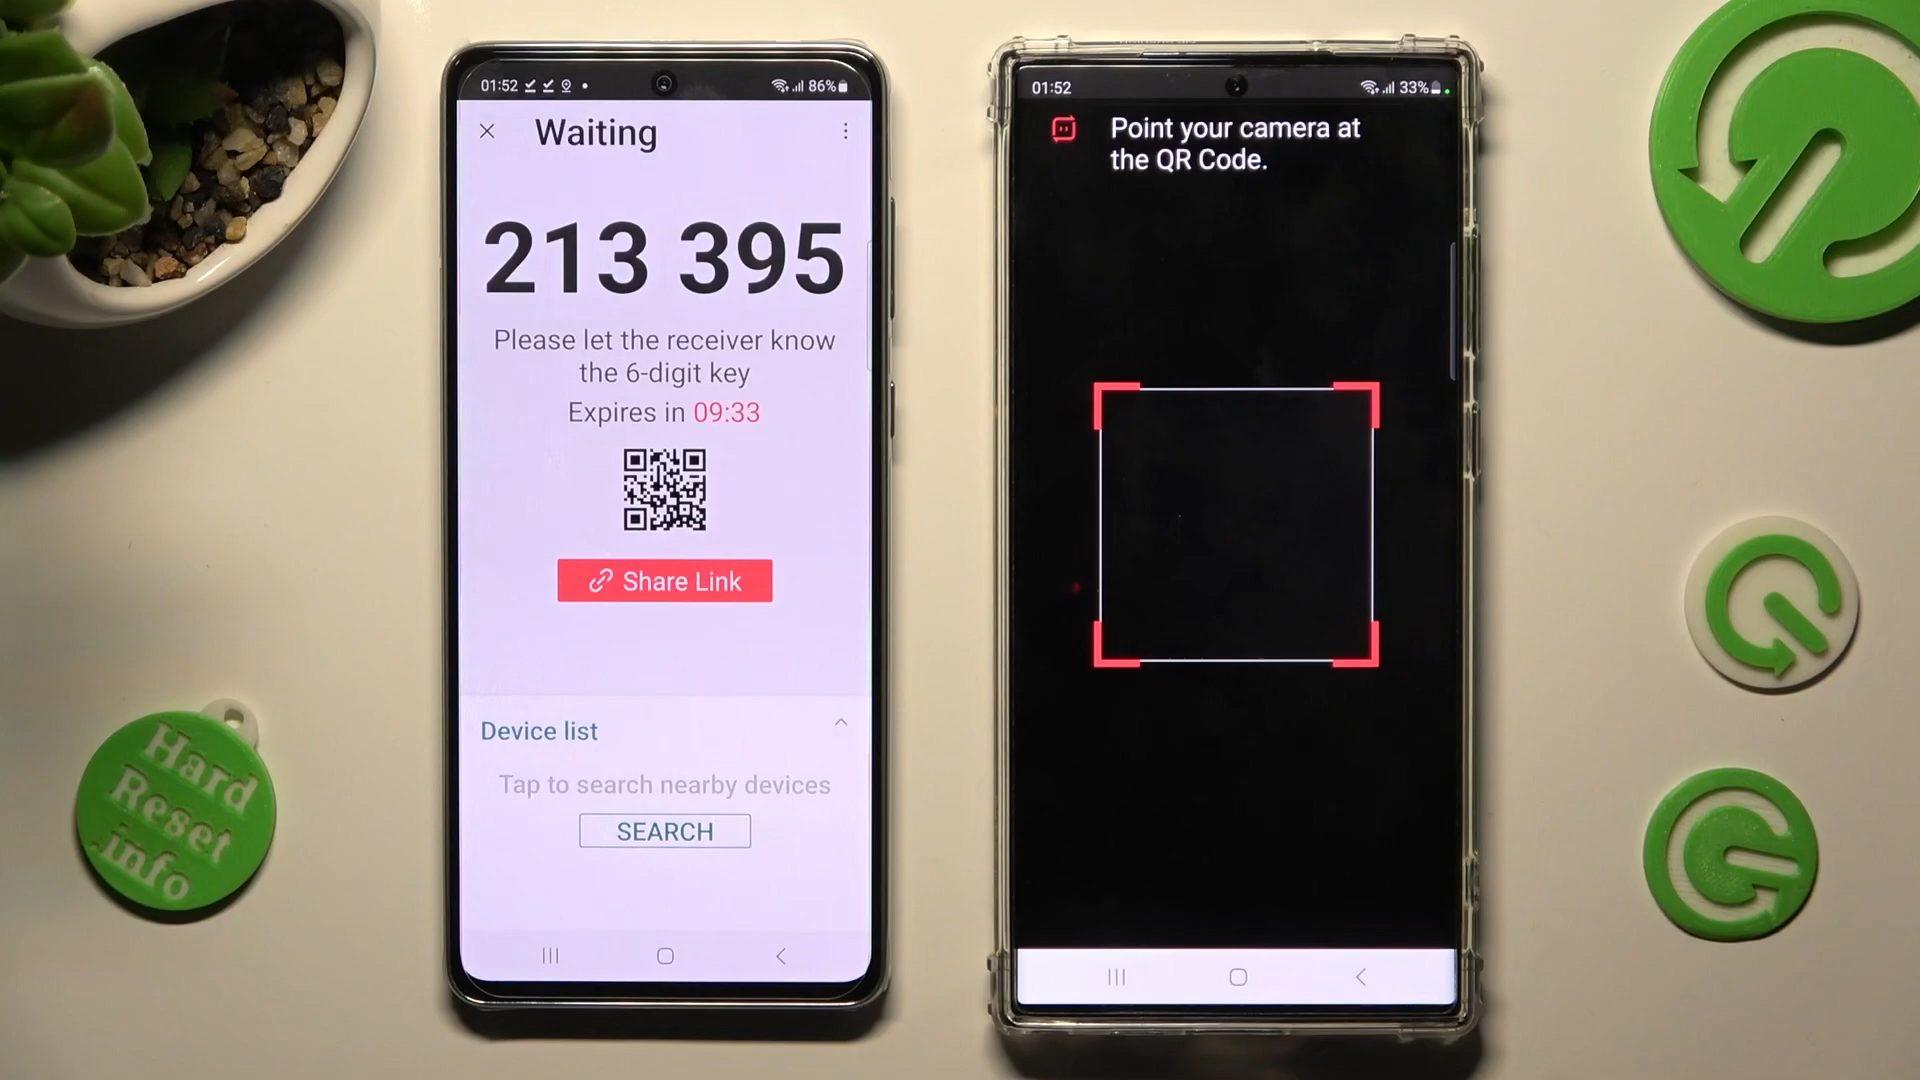 01:52
86%
Waiting
213 395
Please let the receiver know
the 6-digit key
Expires in 09:33
Share Link
Device list
Tap to search nearby devices
SEARCH
01:52
33%
Point your camera at
the QR Code.
Hard
Reset
.info